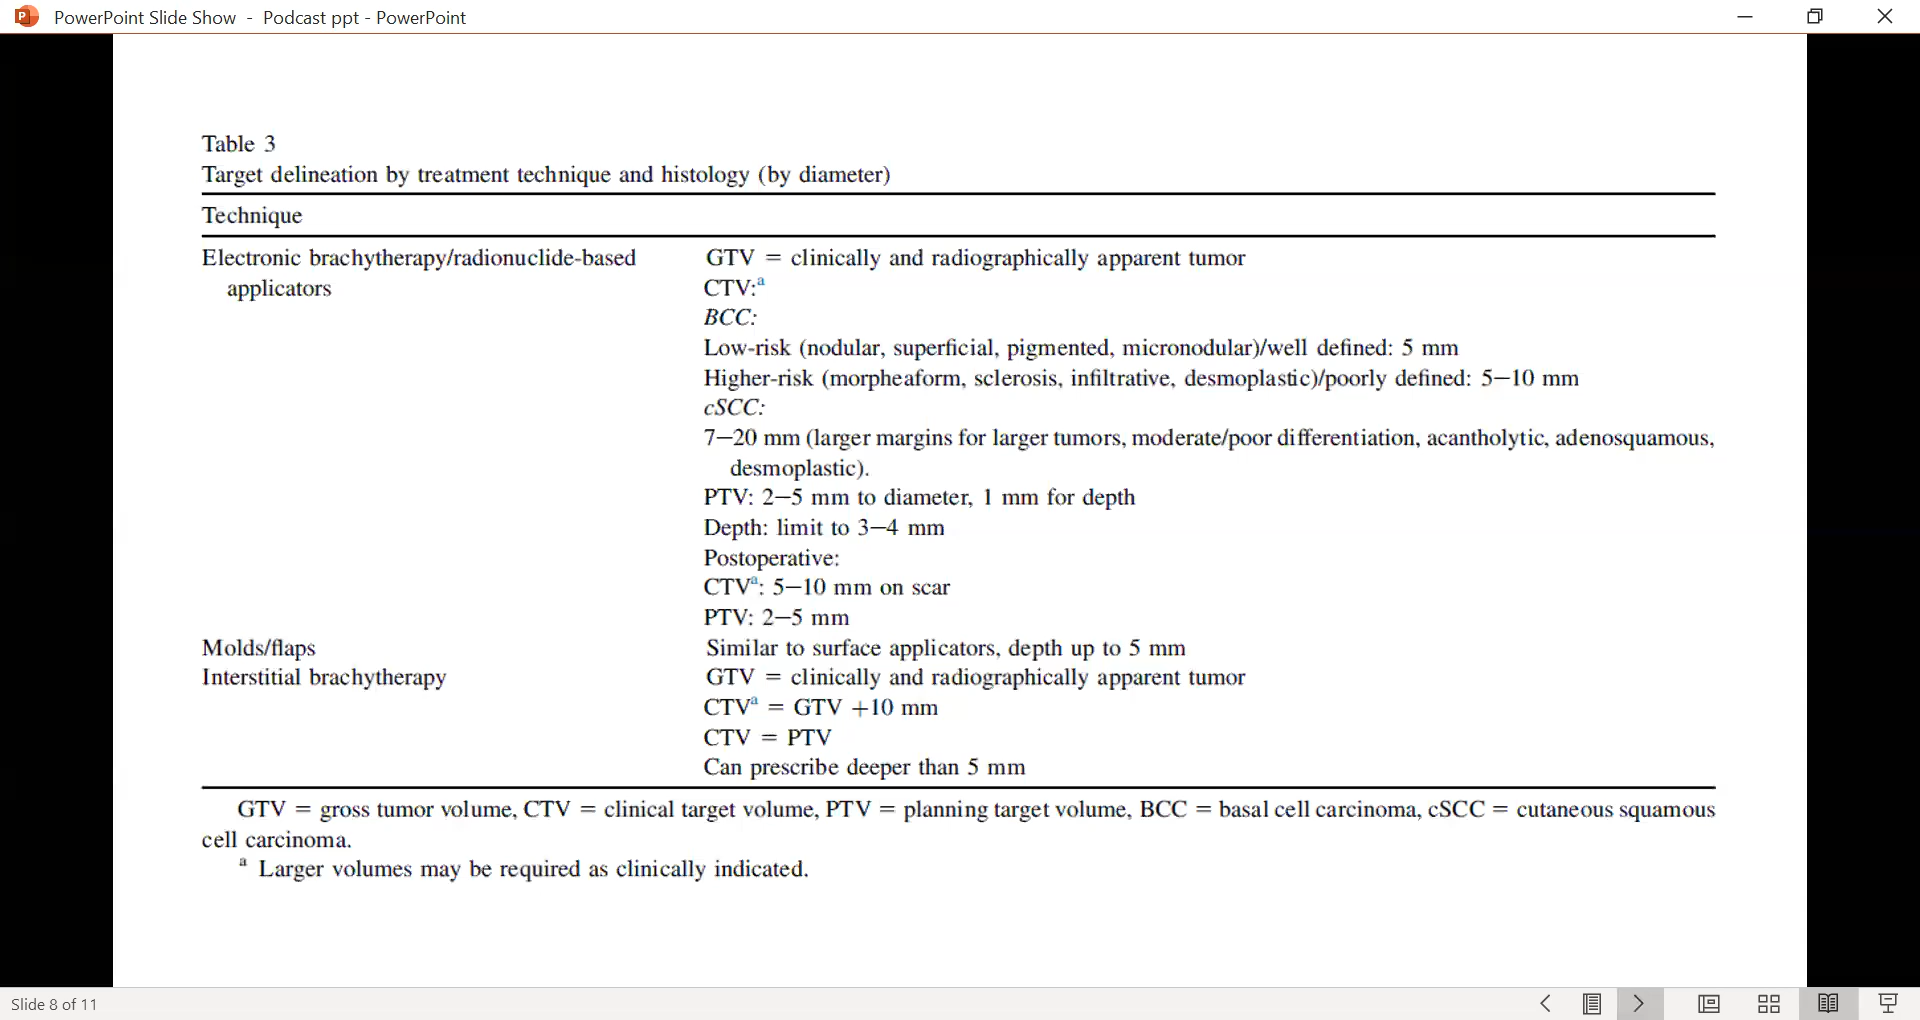 PowerPoint Slide Show - Podcast ppt - PowerPoint
Table 3
Target delineation by treatment technique and histology (by diameter)
Technique
Electronic brachytherapy/radionuclide-based
applicators
GTV = clinically and radiographically apparent tumor
CTV:a
BCC:
Low-risk (nodular, superficial, pigmented, micronodular)/well defined: 5 mm
Higher-risk (morpheaform, sclerosis, infiltrative, desmoplastic)/poorly defined: 5–10 mm
cSCC:
7–20 mm (larger margins for larger tumors, moderate/poor differentiation, acantholytic, adenosquamous,
desmoplastic).
PTV: 2–5 mm to diameter, 1 mm for depth
Depth: limit to 3–4 mm
Postoperative:
CTVa: 5–10 mm on scar
PTV: 2–5 mm
Molds/flaps Similar to surface applicators, depth up to 5 mm
Interstitial brachytherapy GTV = clinically and radiographically apparent tumor
CTVa = GTV +10 mm
CTV = PTV
Can prescribe deeper than 5 mm
GTV = gross tumor volume, CTV = clinical target volume, PTV = planning target volume, BCC = basal cell carcinoma, cSCC = cutaneous squamous
cell carcinoma.
a Larger volumes may be required as clinically indicated.
Slide 8 of 11